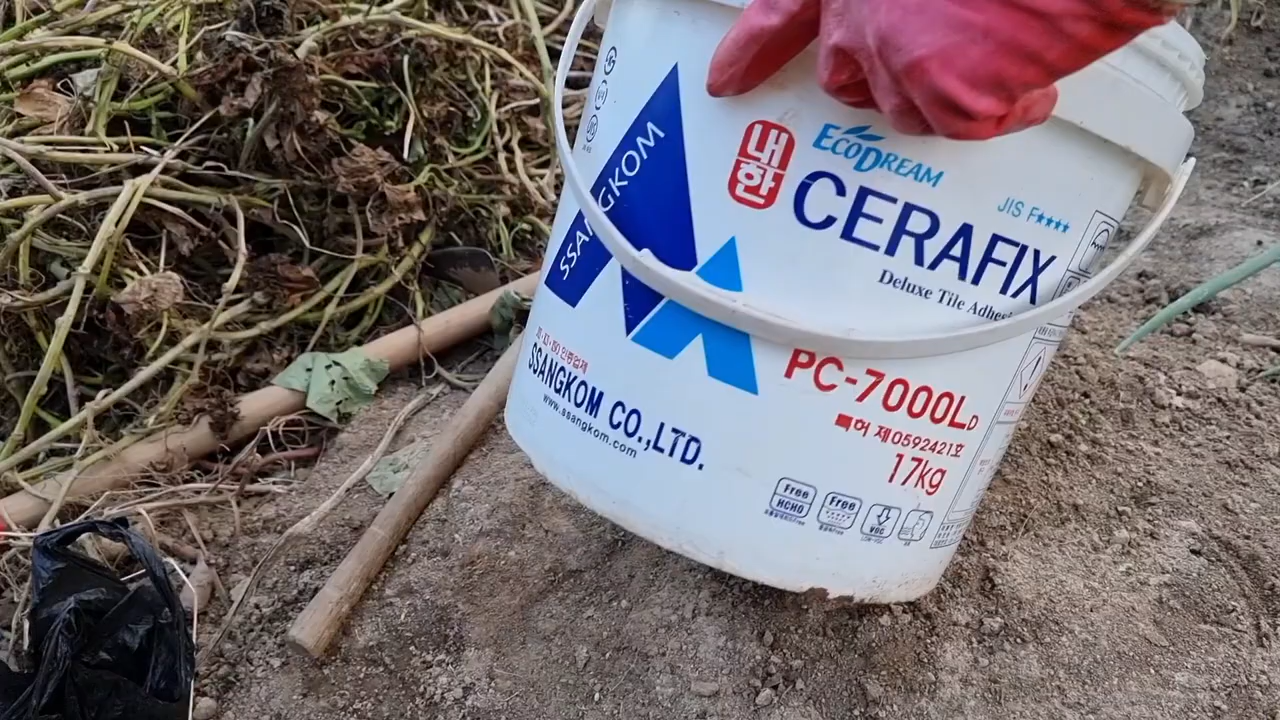 SSANGKOM
내한
ECODREAM
CERAFIX
JIS F★★★★
Deluxe Tile
PC-7000LD
특허 제0592421호
17kg
SSANGKOM CO.,LTD.
www.ssangkom.com
Free
HCHO
Free
VOC